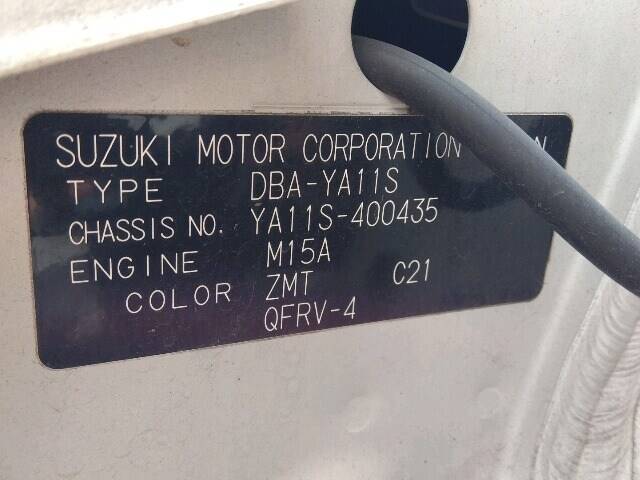 SUZUKI MOTOR CORPORATION
TYPE DBA-YA11S
CHASSIS NO. YA11S-400435
ENGINE M15A
COLOR ZMT C21
QFRV-4